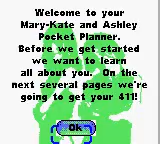 Welcome to your
Mary-Kate and Ashley
Pocket Planner.
Before we get started
we want to learn
all about you. On the
next several pages we're
going to get your 411!
Ok